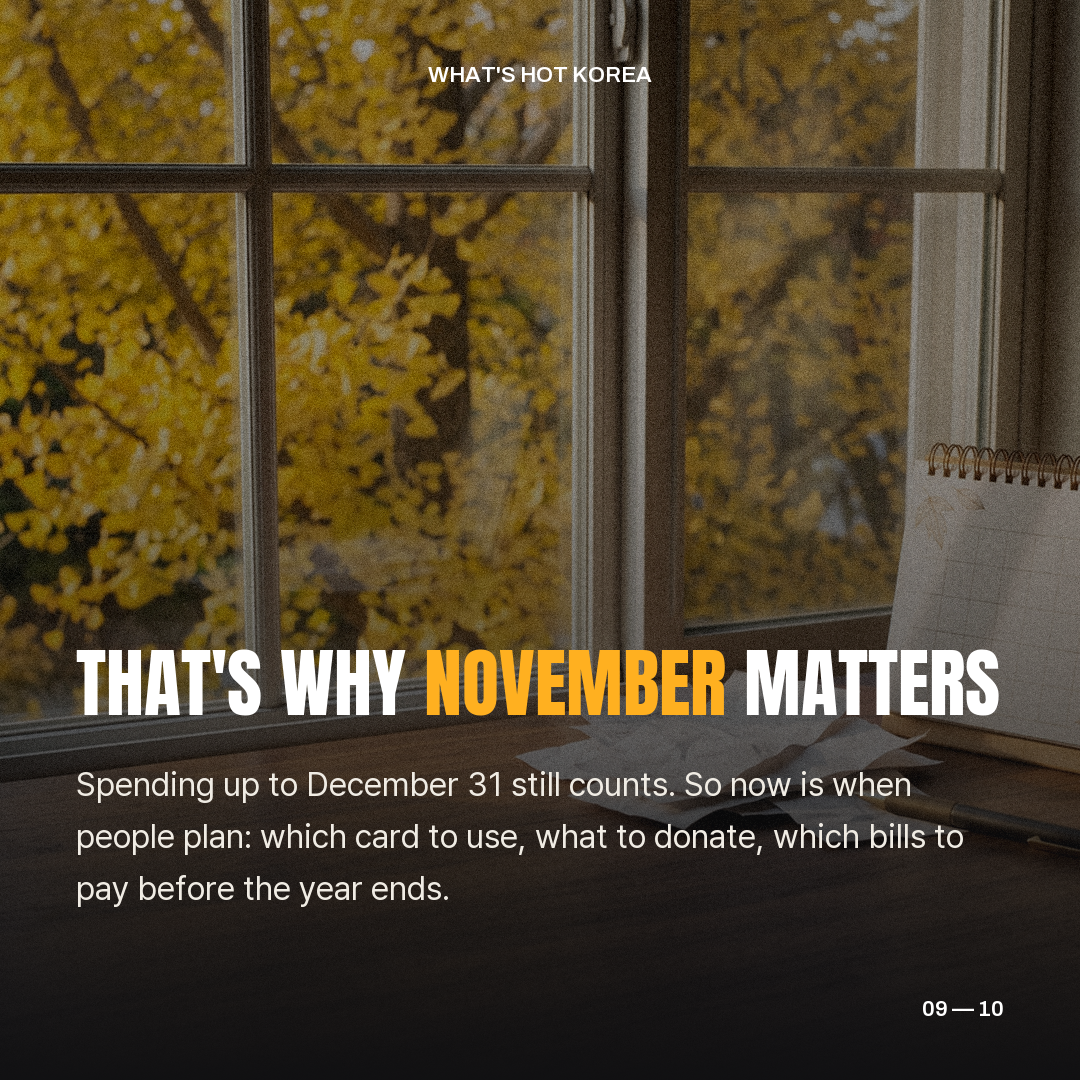 WHAT'S HOT KOREA
THAT'S WHY NOVEMBER MATTERS
Spending up to December 31 still counts. So now is when
people plan: which card to use, what to donate, which bills to
pay before the year ends.
09 — 10